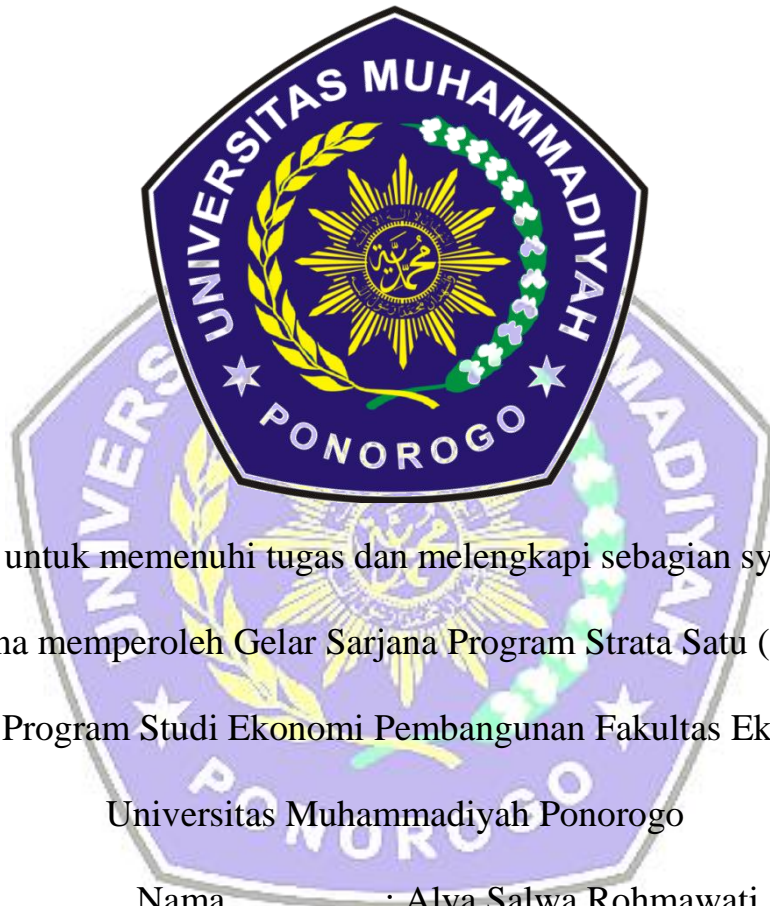 UNIVERSITAS MUHAMMADIYAH
PONOROGO
untuk memenuhi tugas dan melengkapi sebagian sy
na memperoleh Gelar Sarjana Program Strata Satu (
Program Studi Ekonomi Pembangunan Fakultas Ek
Universitas Muhammadiyah Ponorogo
Nama : Alva Salwa Rohmawati